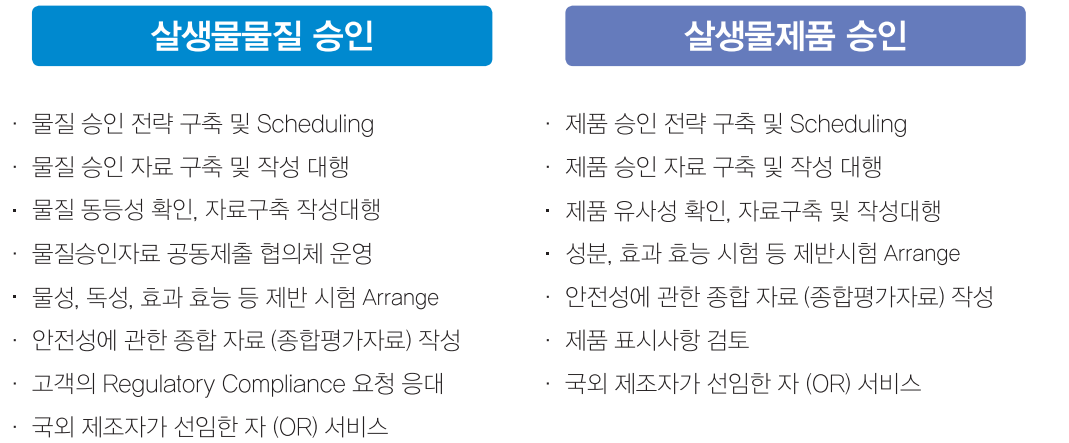 살생물물질 승인
· 물질 승인 전략 구축 및 Scheduling
· 물질 승인 자료 구축 및 작성 대행
· 물질 동등성 확인, 자료구축 작성대행
· 물질승인자료 공동제출 협의체 운영
· 물성, 독성, 효과 효능 등 제반 시험 Arrange
· 안전성에 관한 종합 자료 (종합평가자료) 작성
· 고객의 Regulatory Compliance 요청 응대
· 국외 제조자가 선임한 자 (OR) 서비스
살생물제품 승인
· 제품 승인 전략 구축 및 Scheduling
· 제품 승인 자료 구축 및 작성 대행
· 제품 유사성 확인, 자료구축 및 작성대행
· 성분, 효과 효능 시험 등 제반시험 Arrange
· 안전성에 관한 종합 자료 (종합평가자료) 작성
· 제품 표시사항 검토
· 국외 제조자가 선임한 자 (OR) 서비스